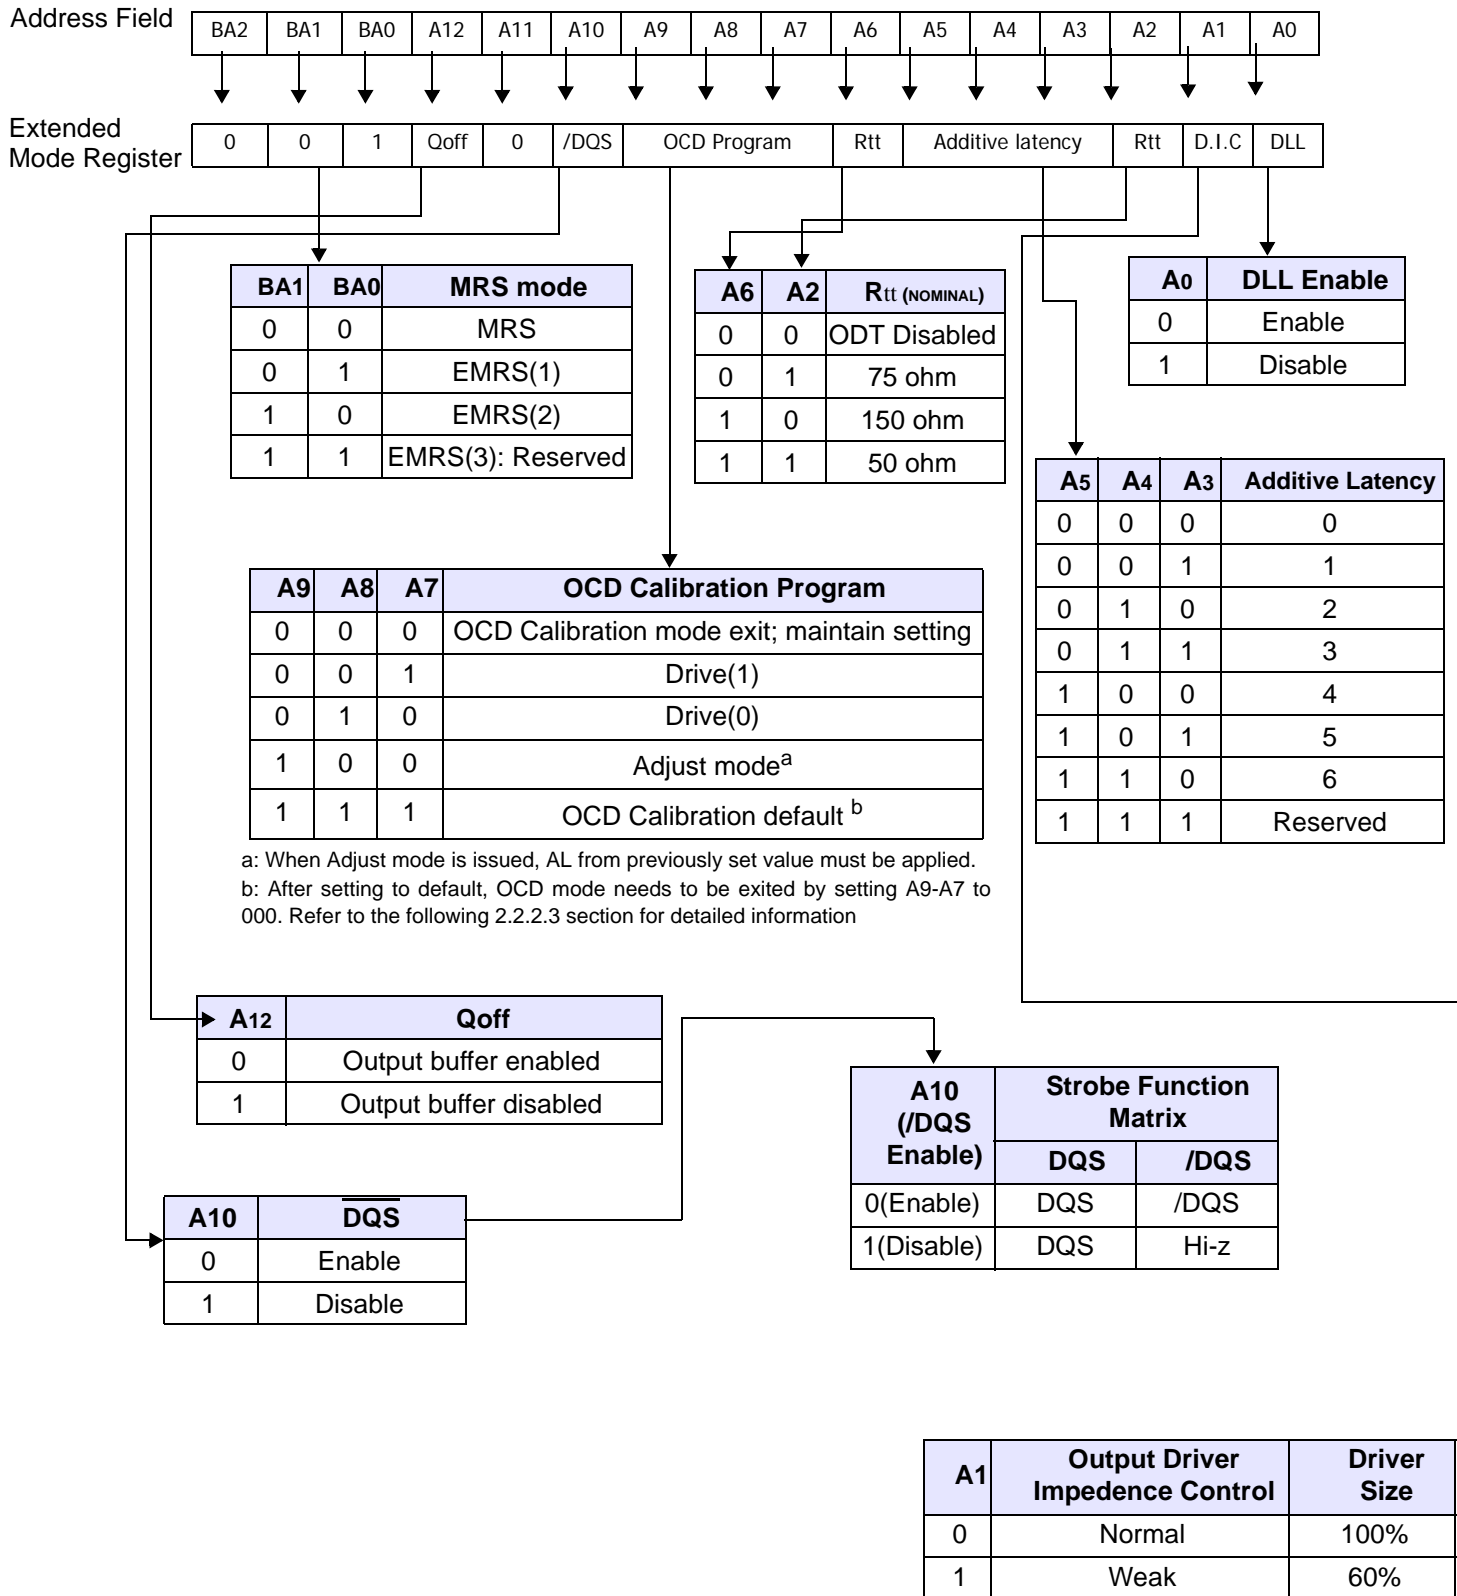 Address Field BA2 BA1 BA0 A12 A11 A10 A9 A8 A7 A6 A5 A4 A3 A2 A1 A0
Extended
Mode Register 0 0 1 Qoff 0 /DQS OCD Program Rtt Additive latency Rtt D.I.C DLL
BA1 BA0 MRS mode
0 0 MRS
0 1 EMRS(1)
1 0 EMRS(2)
1 1 EMRS(3): Reserved
A6 A2 Rtt (NOMINAL)
0 0 ODT Disabled
0 1 75 ohm
1 0 150 ohm
1 1 50 ohm
A0 DLL Enable
0 Enable
1 Disable
A5 A4 A3 Additive Latency
0 0 0 0
0 0 1 1
0 1 0 2
0 1 1 3
1 0 0 4
1 0 1 5
1 1 0 6
1 1 1 Reserved
A9 A8 A7 OCD Calibration Program
0 0 0 OCD Calibration mode exit; maintain setting
0 0 1 Drive(1)
0 1 0 Drive(0)
1 0 0 Adjust mode a
1 1 1 OCD Calibration default b
a: When Adjust mode is issued, AL from previously set value must be applied.
b: After setting to default, OCD mode needs to be exited by setting A9-A7 to
000. Refer to the following 2.2.2.3 section for detailed information
A12 Qoff
0 Output buffer enabled
1 Output buffer disabled
A10 DQS
0 Enable
1 Disable
A10
(/DQS
Enable)
Strobe Function
Matrix
DQS /DQS
0(Enable) DQS /DQS
1(Disable) DQS Hi-z
A1
Output Driver
Impedence Control
Driver
Size
0 Normal 100%
1 Weak 60%